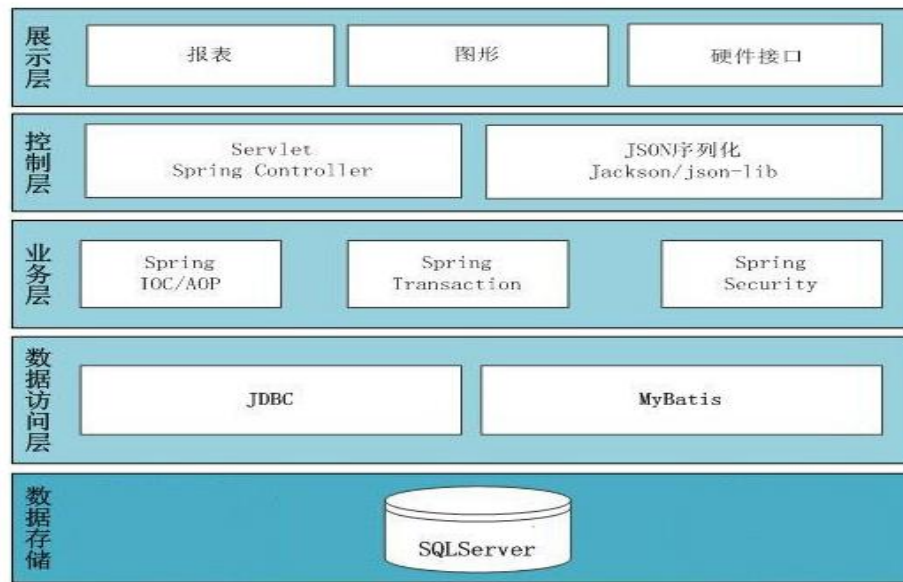 展示层
报表
图形
硬件接口
控制层
Servlet
Spring Controller
JSON序列化
Jackson/json-lib
业务层
Spring
IOC/AOP
Spring
Transaction
Spring
Security
数据访问层
JDBC
MyBatis
数据存储
SQLServer